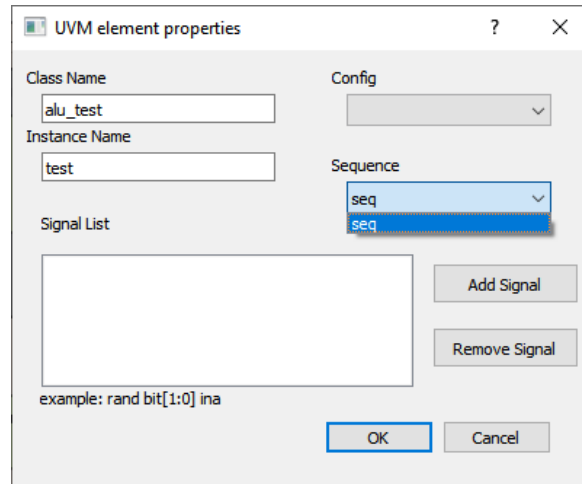 UVM element properties
?
Class Name
Config
alu_test
Instance Name
test
Sequence
seq
seq
Signal List
Add Signal
Remove Signal
example: rand bit[1:0] ina
OK
Cancel